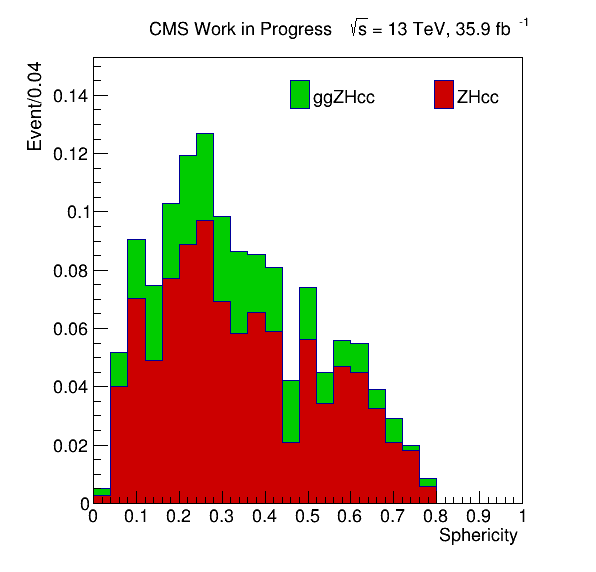 CMS Work in Progress √s = 13 TeV, 35.9 fb⁻¹
Event/0.04
ggZHcc ZHcc
0.14
0.12
0.1
0.08
0.06
0.04
0.02
0
0 0.1 0.2 0.3 0.4 0.5 0.6 0.7 0.8 0.9 1
Sphericity